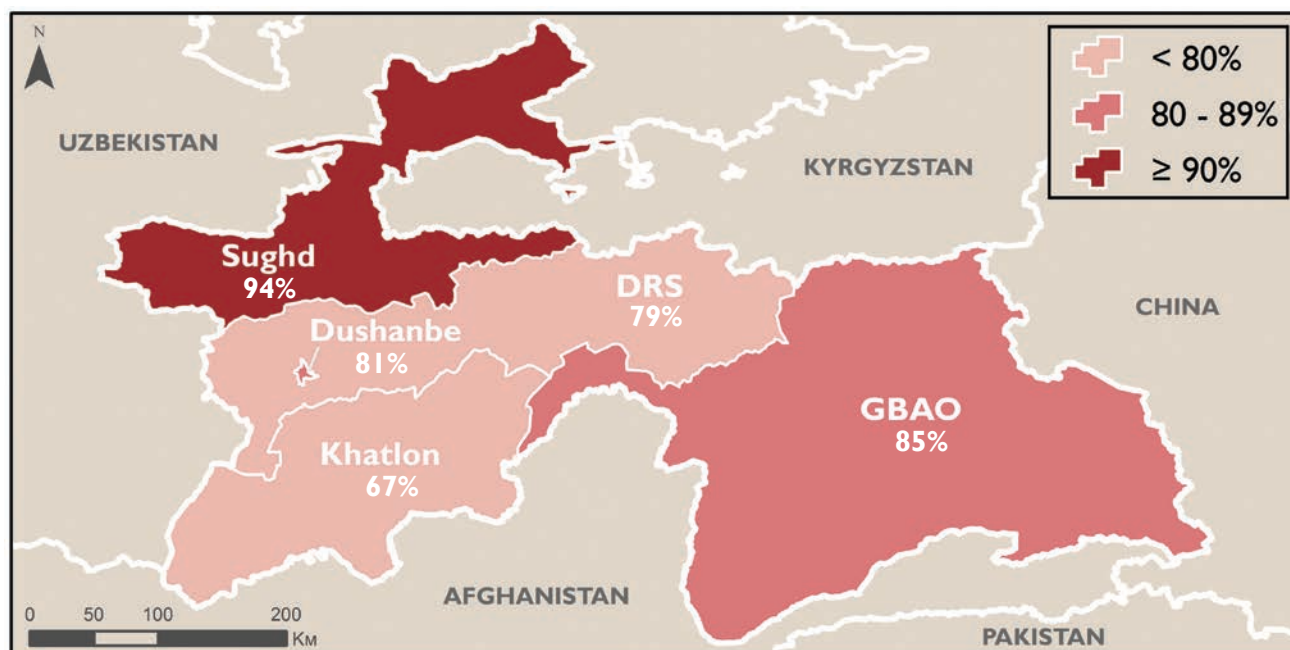 N
< 80%
80 - 89%
≥ 90%
UZBEKISTAN
KYRGYZSTAN
Sughd
94%
DRS
79%
CHINA
Dushanbe
81%
GBAO
85%
Khatlon
67%
AFGHANISTAN
0 50 100 200
Км
PAKISTAN